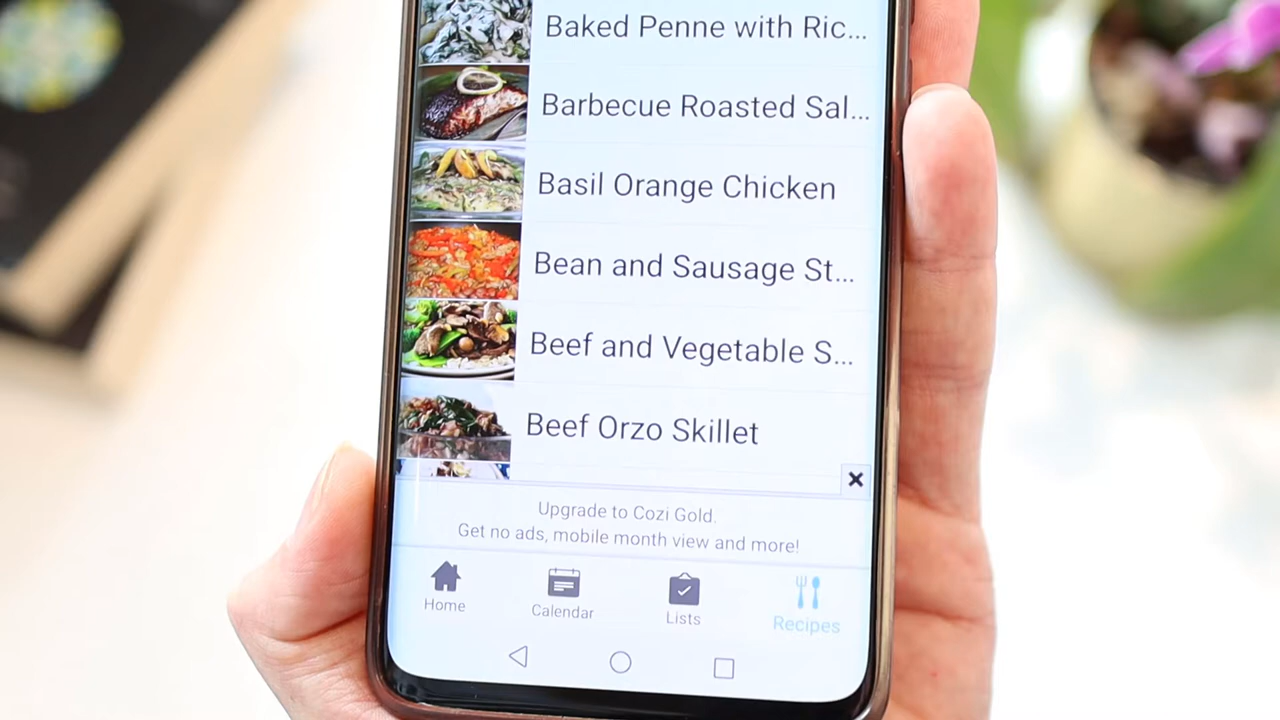 Baked Penne with Ric...
Barbecue Roasted Sal...
Basil Orange Chicken
Bean and Sausage St...
Beef and Vegetable S...
Beef Orzo Skillet
Upgrade to Cozi Gold.
Get no ads, mobile month view and more!
Home
Calendar
Lists
Recipes